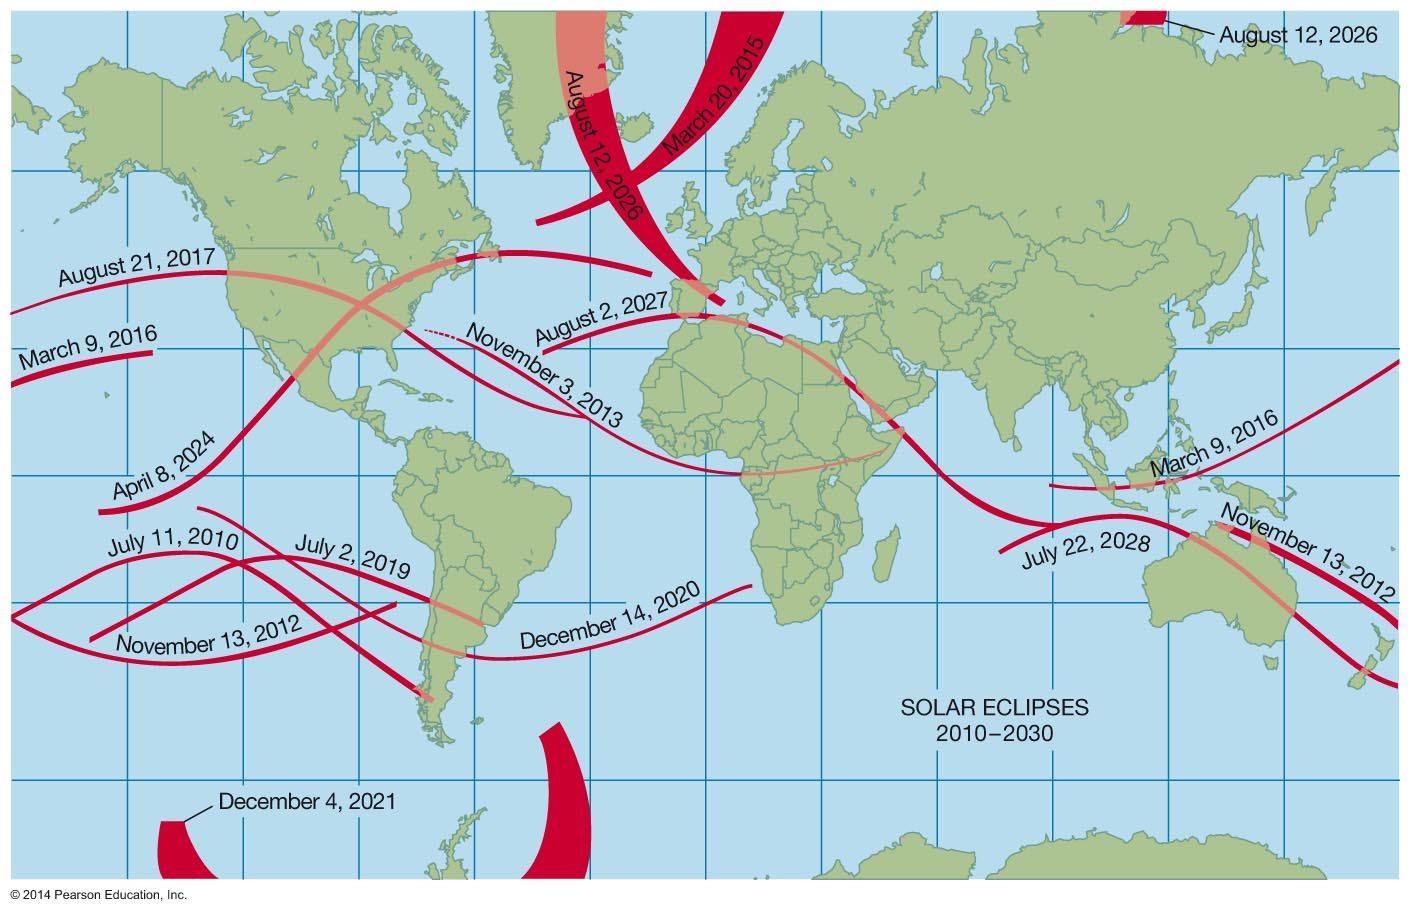 August 12, 2026
August 12, 2026
March 20, 2015
August 21, 2017
March 9, 2016
November 3, 2013
August 2, 2027
April 8, 2024
March 9, 2016
July 11, 2010
July 2, 2019
November 13, 2012
December 14, 2020
July 22, 2028
November 13, 2012
SOLAR ECLIPSES
2010–2030
December 4, 2021
© 2014 Pearson Education, Inc.